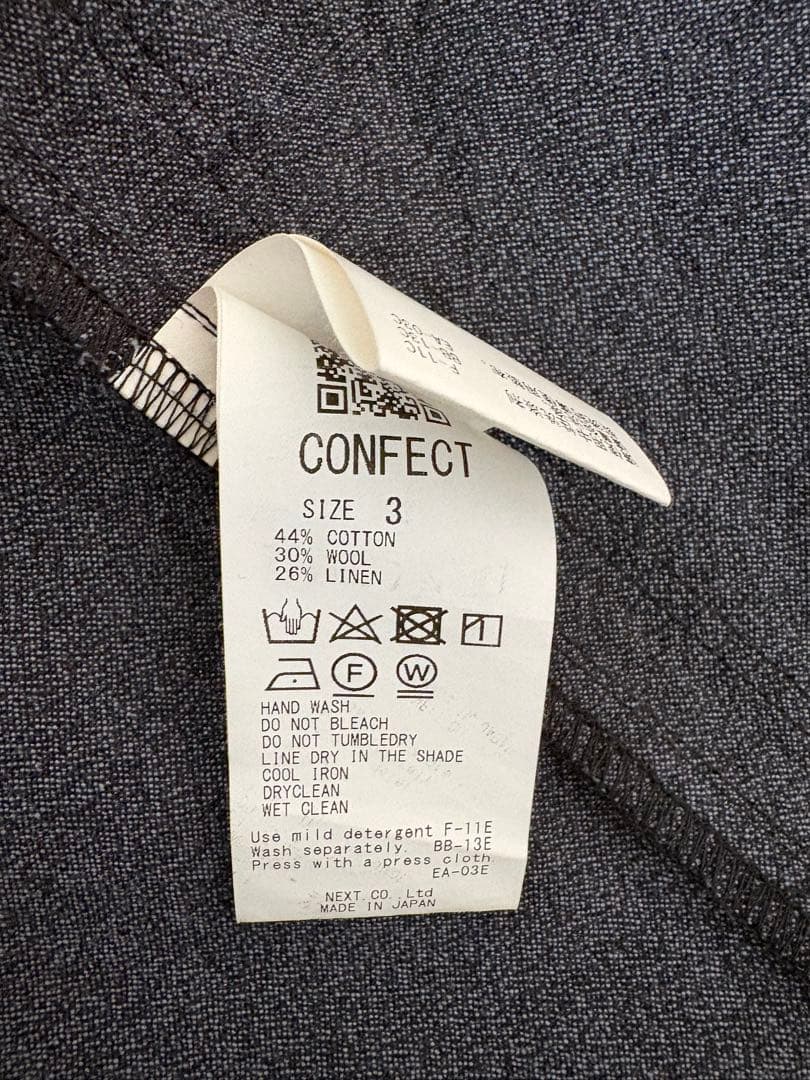 CONFECT
SIZE 3
44% COTTON
30% WOOL
26% LINEN
F
W
HAND WASH
DO NOT BLEACH
DO NOT TUMBLEDRY
LINE DRY IN THE SHADE
COOL IRON
DRYCLEAN
WET CLEAN
Use mild detergent F-11E
Wash separately. BB-13E
Press with a press cloth.
EA-03E
NEXT. CO. Ltd
MADE IN JAPAN
F-11C